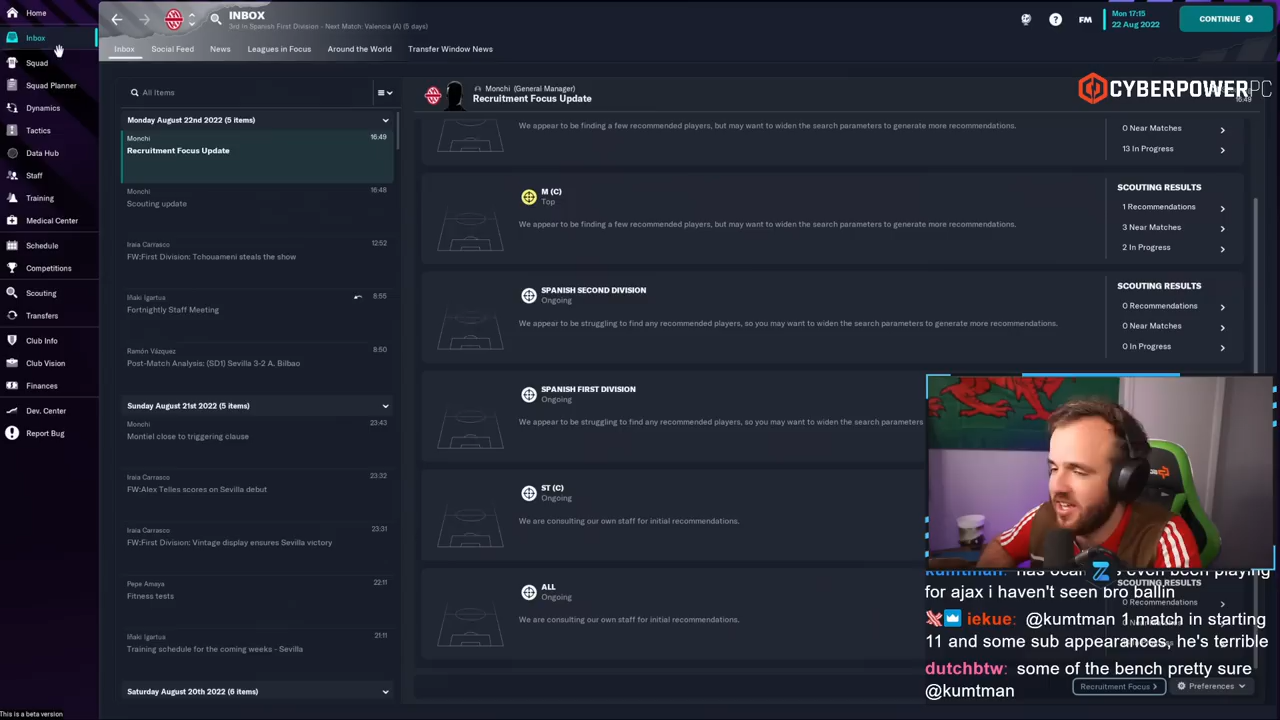 Home
Inbox
Squad
Squad Planner
Dynamics
Tactics
Data Hub
Staff
Training
Medical Center
Schedule
Competitions
Scouting
Transfers
Club Info
Club Vision
Finances
Dev. Center
Report Bug
This is a beta version
INBOX
3rd in Spanish First Division - Next Match: Valencia (A) (5 days)
FM
Mon 17:15
22 Aug 2022
CONTINUE
Inbox
Social Feed
News
Leagues in Focus
Around the World
Transfer Window News
All Items
Monday August 22nd 2022 (5 items)
Monchi
16:49
Recruitment Focus Update
Monchi
16:48
Scouting update
Iraia Carrasco
12:52
FW:First Division: Tchouameni steals the show
Iñaki Igartua
8:55
Fortnightly Staff Meeting
Ramón Vázquez
8:50
Post-Match Analysis: (SD1) Sevilla 3-2 A. Bilbao
Sunday August 21st 2022 (5 items)
Monchi
23:43
Montiel close to triggering clause
Iraia Carrasco
23:32
FW:Alex Telles scores on Sevilla debut
Iraia Carrasco
23:31
FW:First Division: Vintage display ensures Sevilla victory
Pepe Amaya
22:11
Fitness tests
Iñaki Igartua
21:11
Training schedule for the coming weeks - Sevilla
Saturday August 20th 2022 (6 items)
Monchi (General Manager)
Recruitment Focus Update
CYBERPOWERPC
16:49
We appear to be finding a few recommended players, but may want to widen the search parameters to generate more recommendations.
0 Near Matches
13 In Progress
M (C)
Top
We appear to be finding a few recommended players, but may want to widen the search parameters to generate more recommendations.
SCOUTING RESULTS
1 Recommendations
3 Near Matches
2 In Progress
SPANISH SECOND DIVISION
Ongoing
We appear to be struggling to find any recommended players, so you may want to widen the search parameters to generate more recommendations.
SCOUTING RESULTS
0 Recommendations
0 Near Matches
0 In Progress
SPANISH FIRST DIVISION
Ongoing
We appear to be struggling to find any recommended players, so you may want to widen the search parameters
ST (C)
Ongoing
We are consulting our own staff for initial recommendations.
ALL
Ongoing
We are consulting our own staff for initial recommendations.
SCOUTING RESULTS
0 Recommendations
even been playing
for ajax i haven't seen bro ballin
iekue: @kumtman 1 match in starting
11 and some sub appearances, he's terrible
dutchbtw: some of the bench pretty sure
@kumtman
Recruitment Focus
Preferences